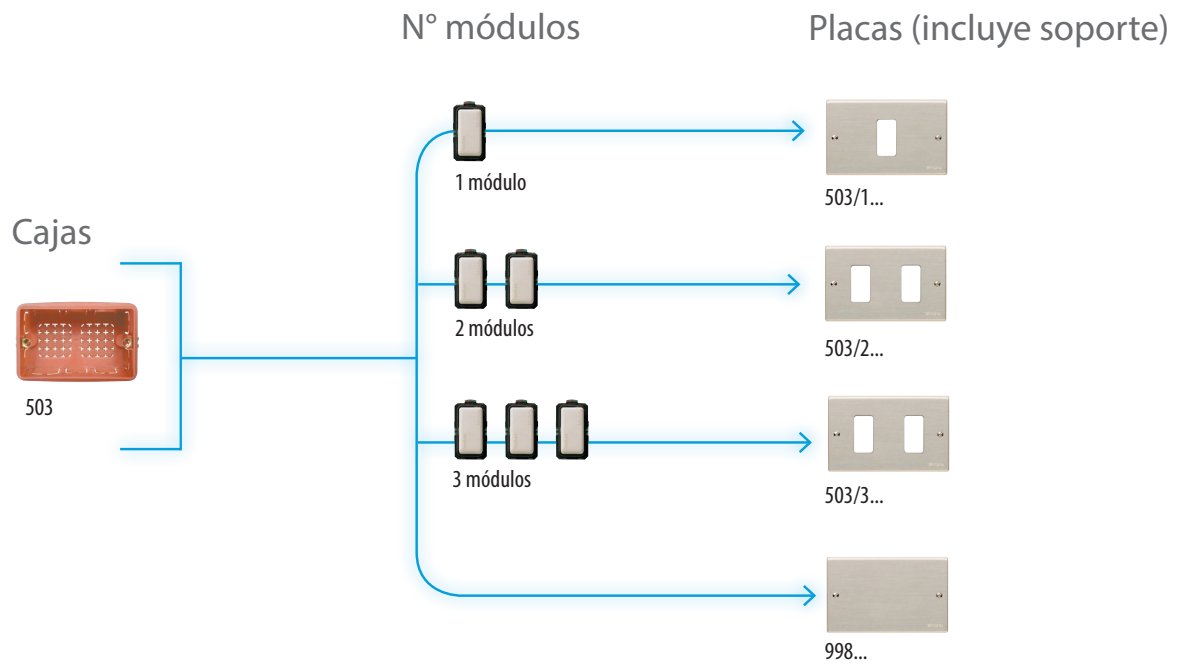 N° módulos
Placas (incluye soporte)
1 módulo
503/1...
Cajas
2 módulos
503/2...
503
3 módulos
503/3...
998...